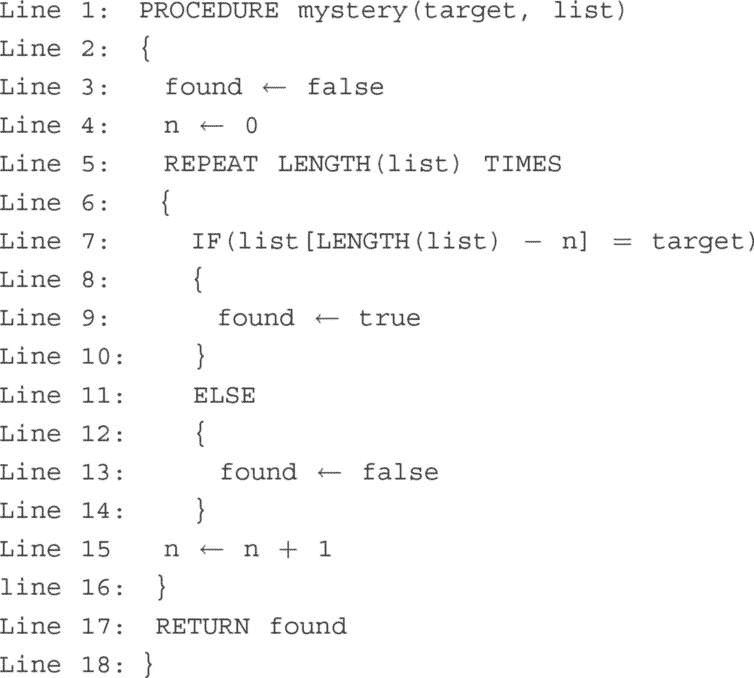 Line 1: PROCEDURE mystery(target, list)
Line 2: {
Line 3: found ← false
Line 4: n ← 0
Line 5: REPEAT LENGTH(list) TIMES
Line 6: {
Line 7: IF(list[LENGTH(list) − n] = target)
Line 8: {
Line 9: found ← true
Line 10: }
Line 11: ELSE
Line 12: {
Line 13: found ← false
Line 14: }
Line 15 n ← n + 1
line 16: }
Line 17: RETURN found
Line 18: }